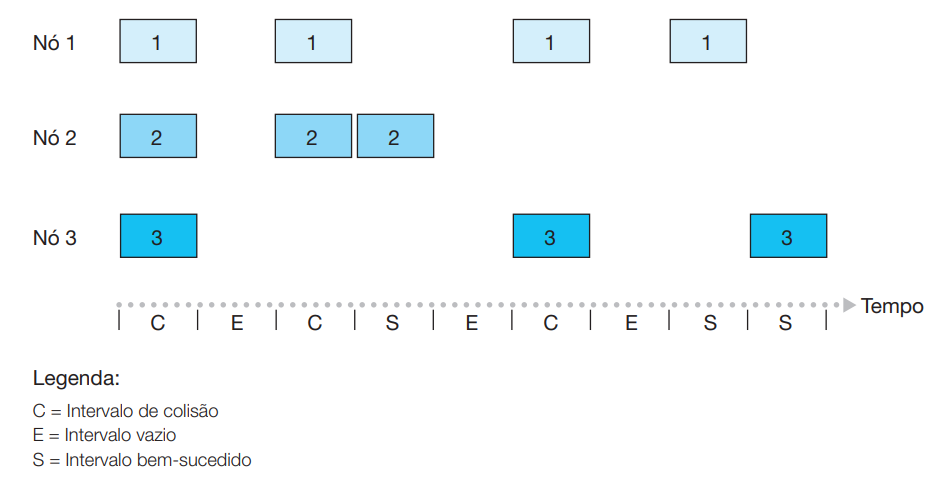 Nó 1 1 1 1 1
Nó 2 2 2 2
Nó 3 3 3 3
Tempo
C E C S E C E S S
Legenda:
C = Intervalo de colisão
E = Intervalo vazio
S = Intervalo bem-sucedido